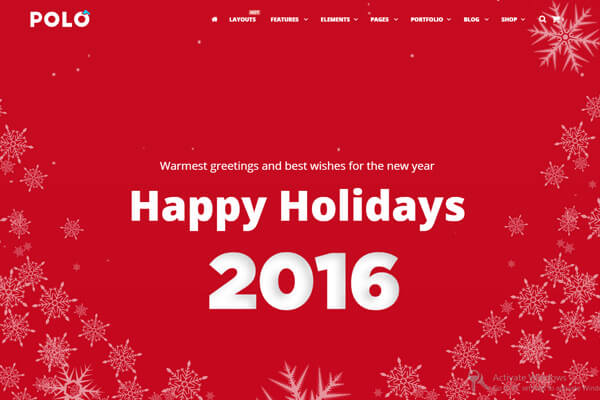 POLO
HOT
LAYOUTS FEATURES ELEMENTS PAGES PORTFOLIO BLOG SHOP
Warmest greetings and best wishes for the new year
Happy Holidays
2016
Activate Windows